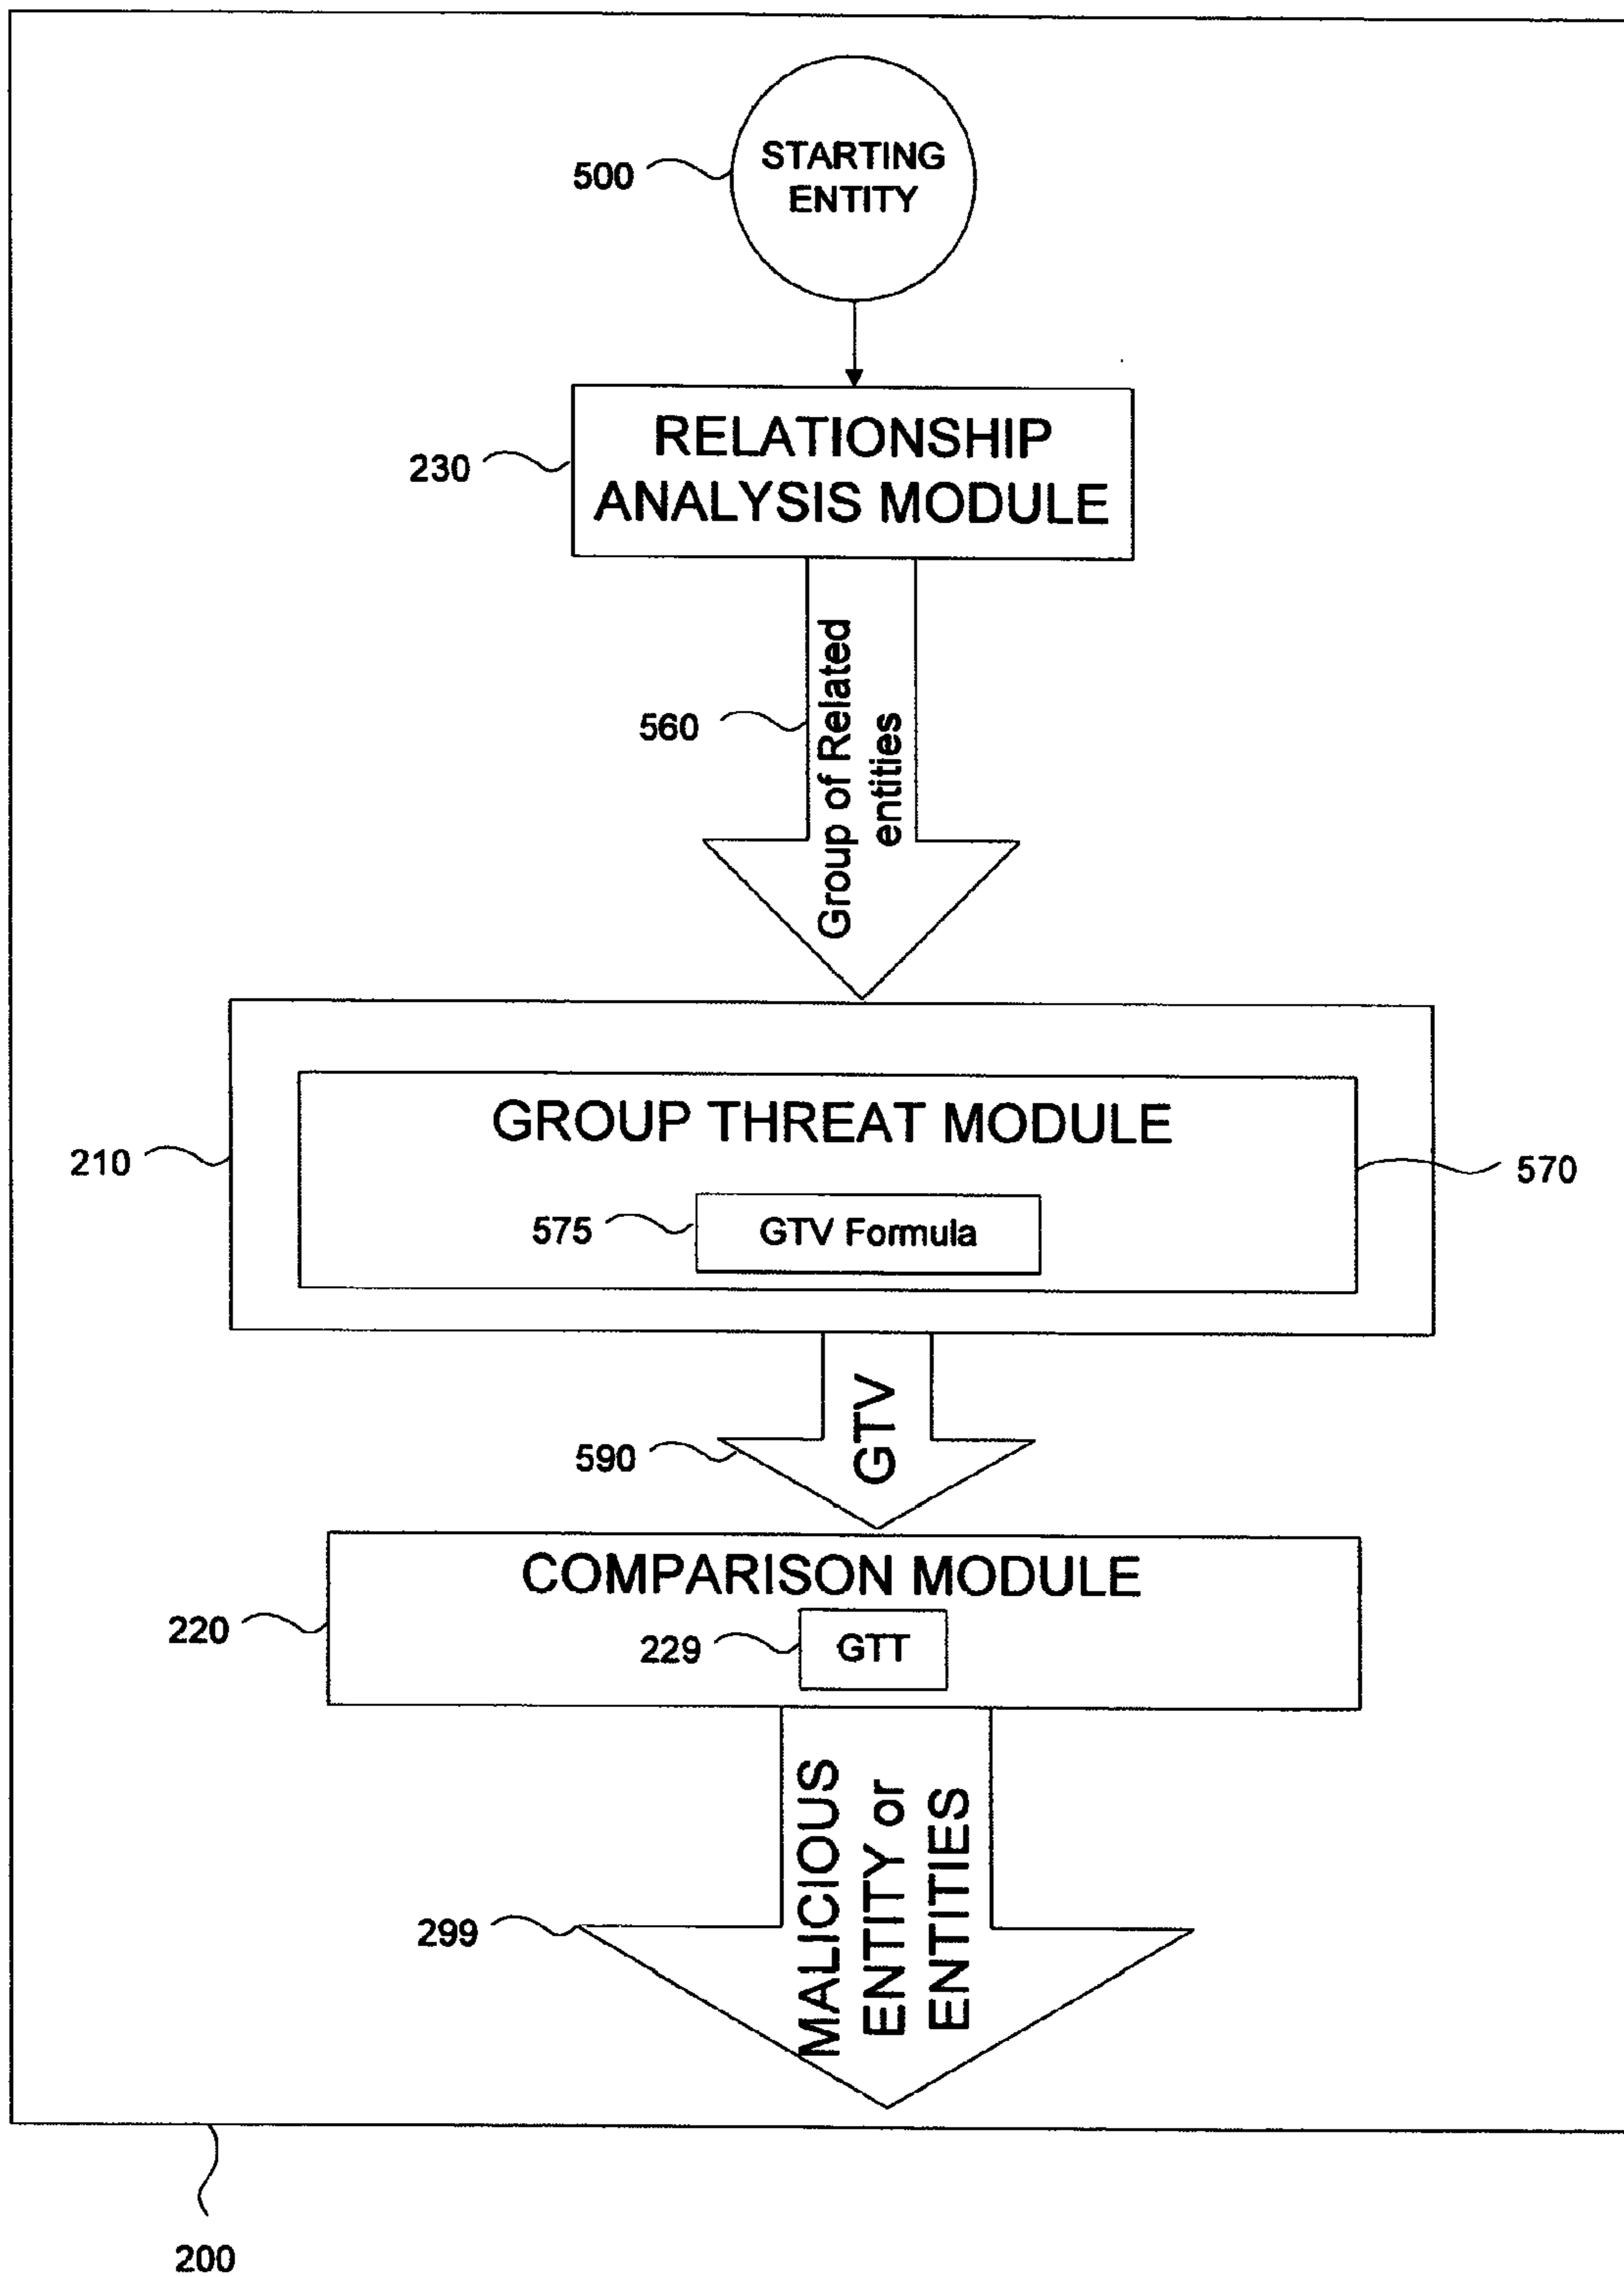 STARTING
ENTITY
500
RELATIONSHIP
ANALYSIS MODULE
230
Group of Related
entities
560
GROUP THREAT MODULE
210
570
575
GTV Formula
GTV
590
COMPARISON MODULE
220
229
GTT
MALICIOUS
ENTITY or
ENTITIES
299
200